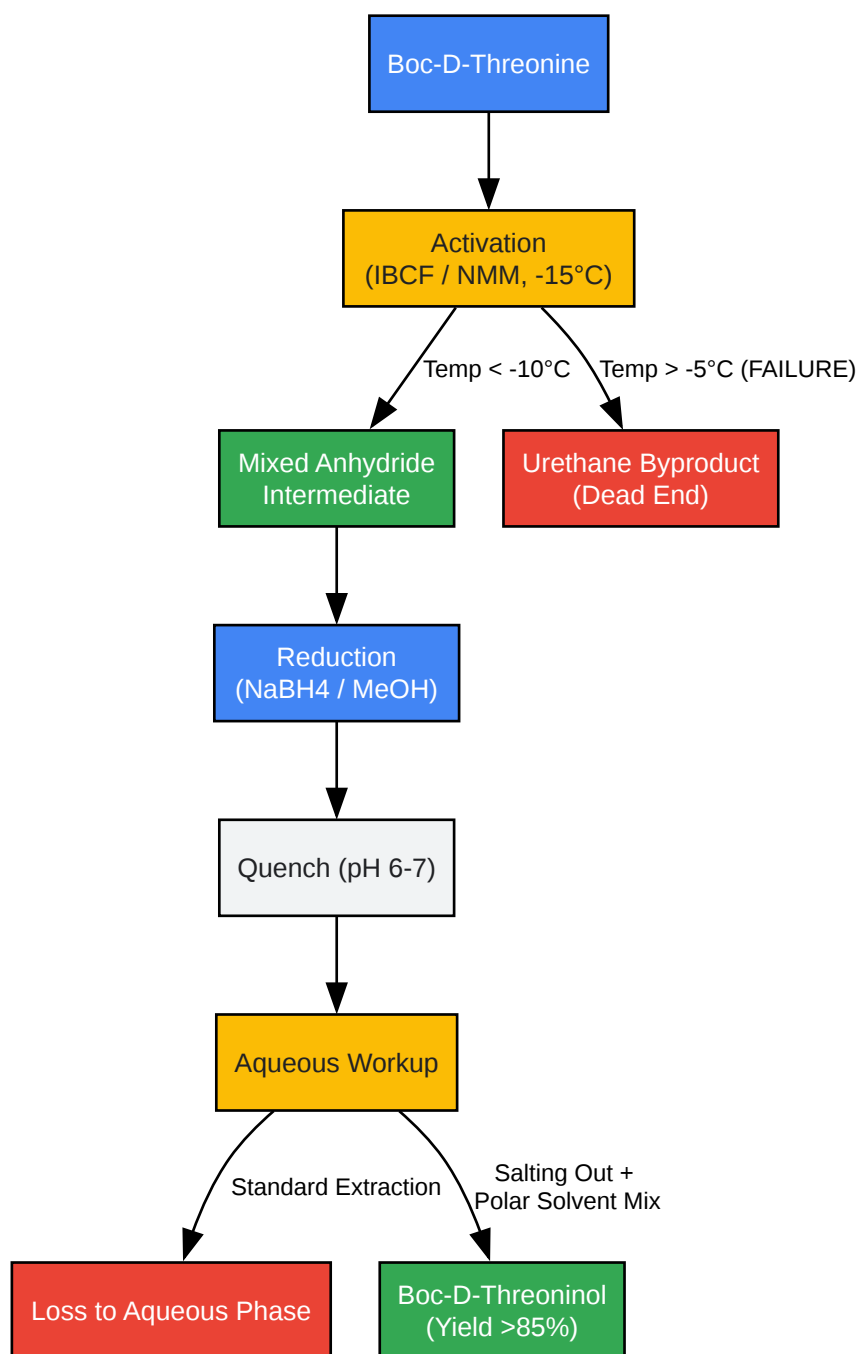 Boc-D-Threonine
Activation
(IBCF / NMM, -15°C)
Temp < -10°C
Temp > -5°C (FAILURE)
Mixed Anhydride
Intermediate
Urethane Byproduct
(Dead End)
Reduction
(NaBH4 / MeOH)
Quench (pH 6-7)
Aqueous Workup
Standard Extraction
Salting Out +
Polar Solvent Mix
Loss to Aqueous Phase
Boc-D-Threoninol
(Yield >85%)